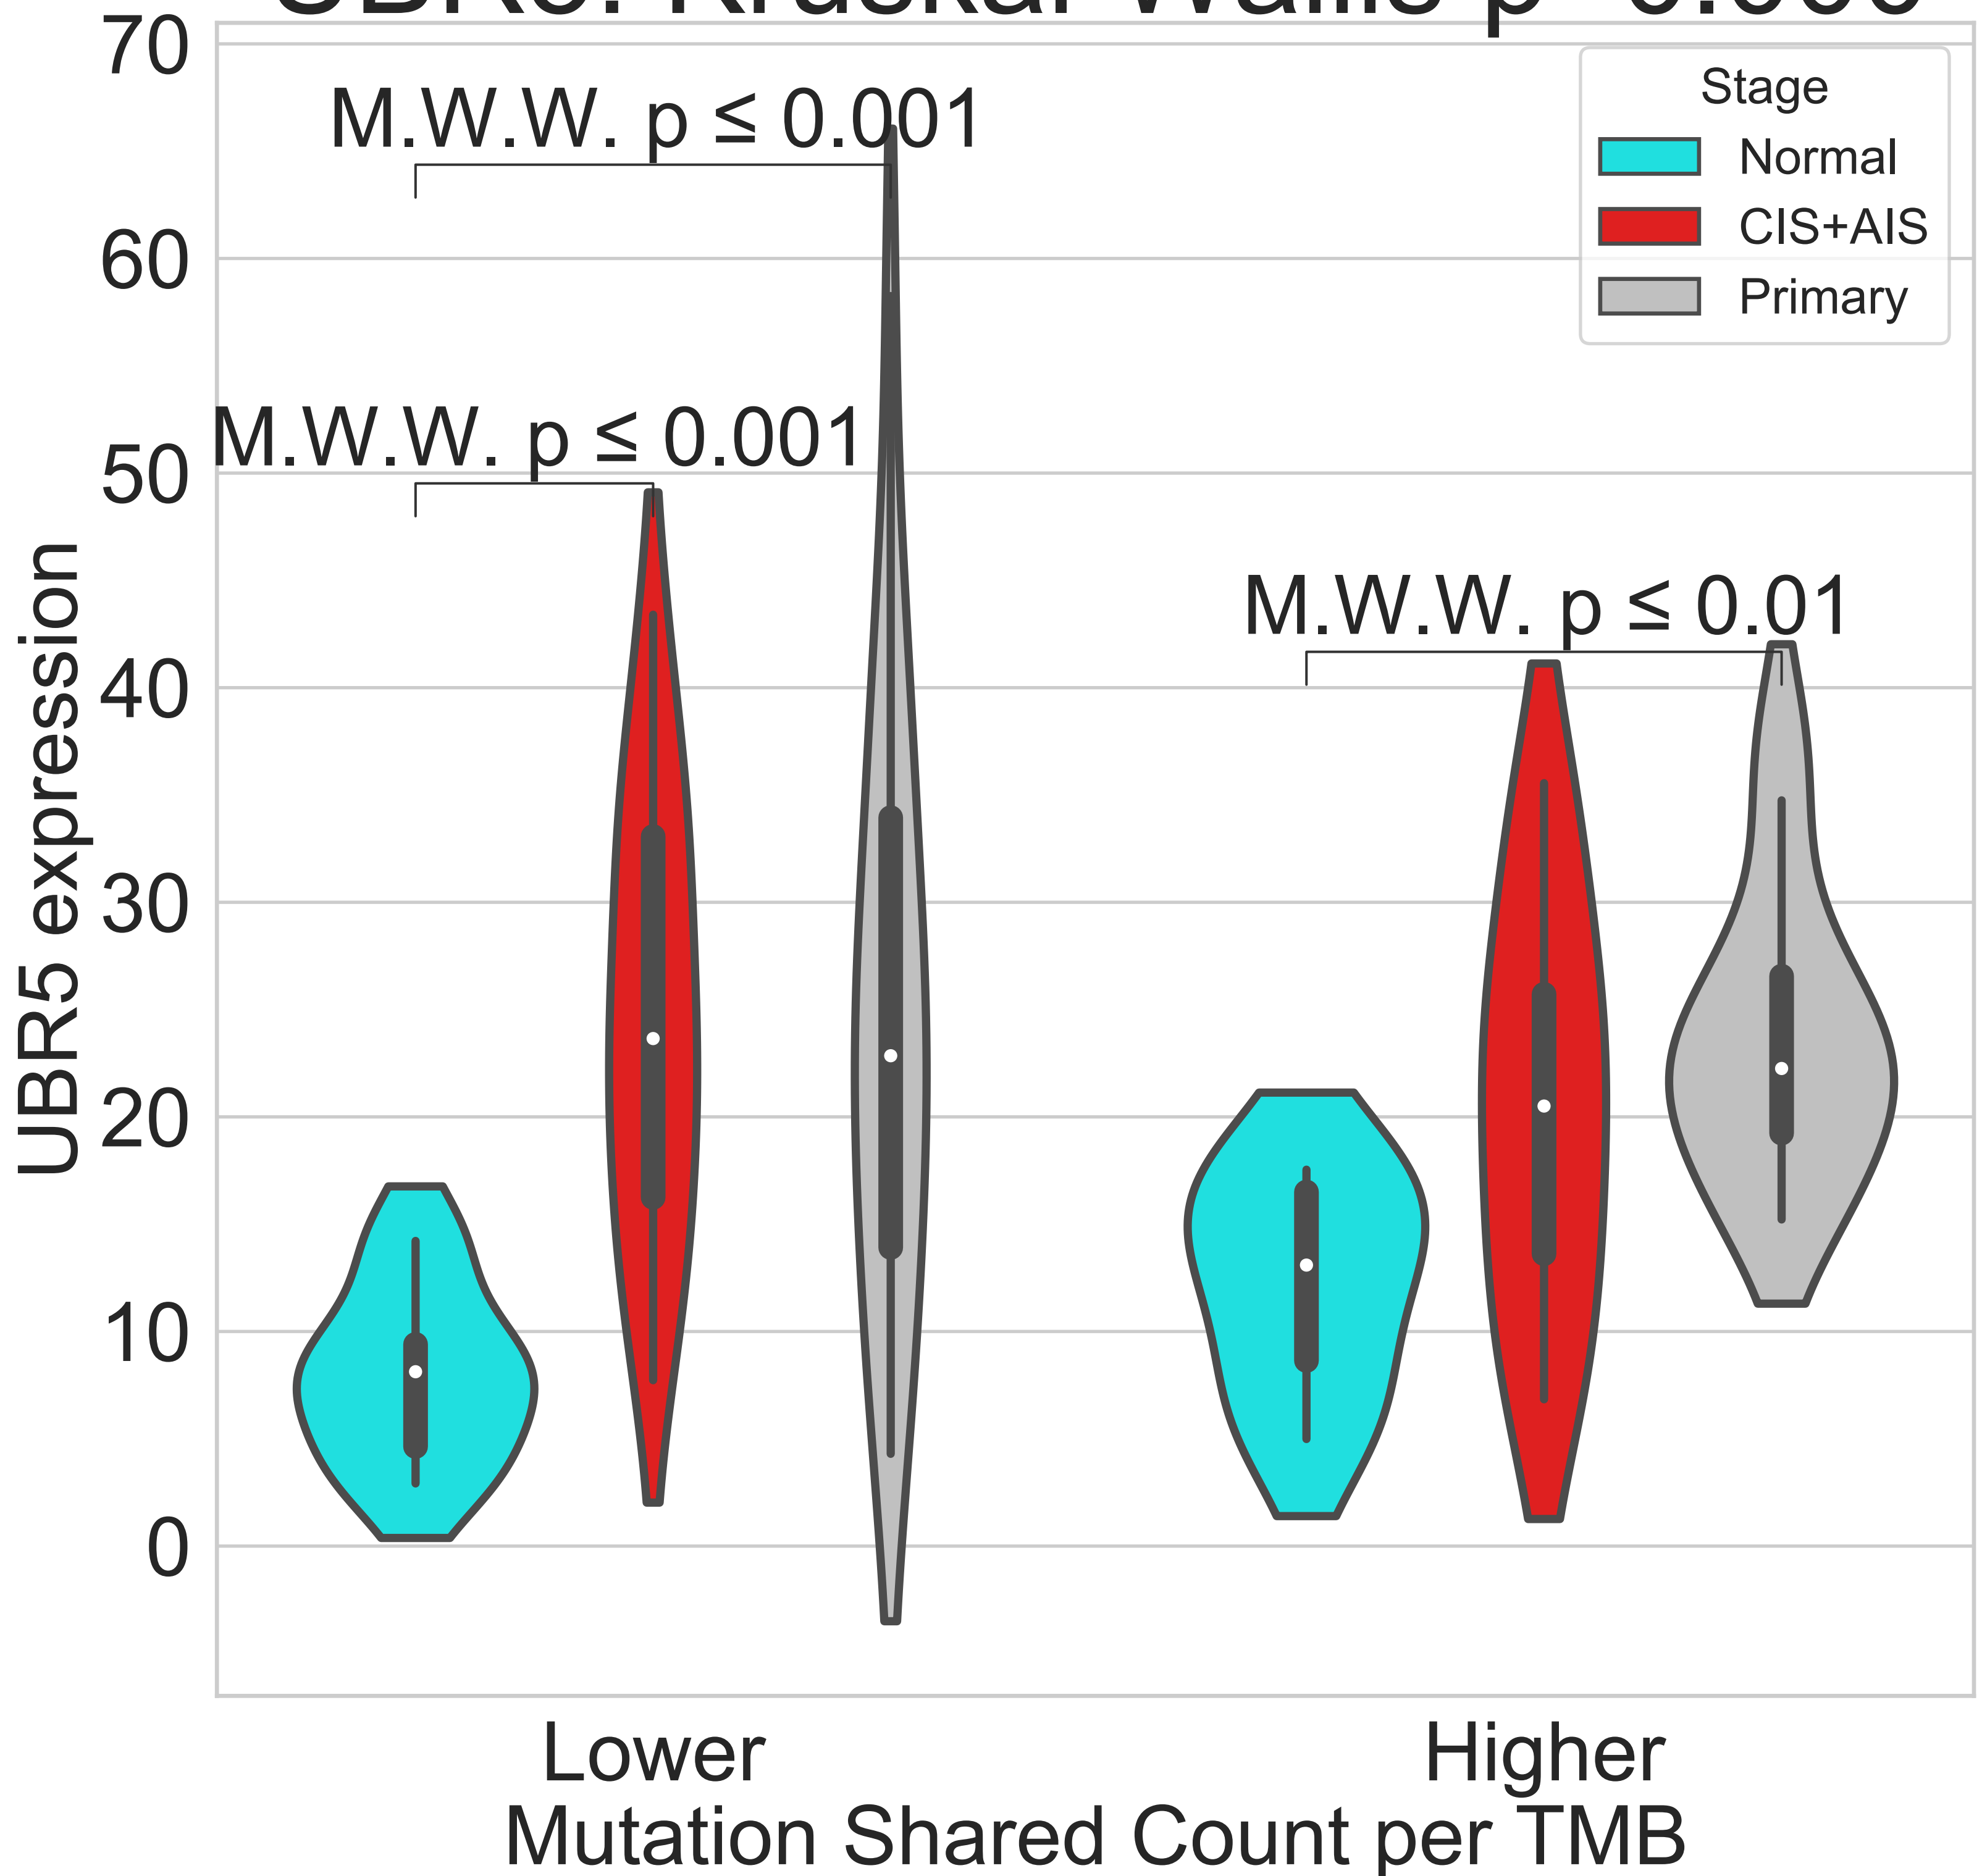 70
60
50
40
30
20
10
0
UBR5 expression
M.W.W. p ≤ 0.001
M.W.W. p ≤ 0.001
M.W.W. p ≤ 0.01
Stage
Normal
CIS+AIS
Primary
Lower
Higher
Mutation Shared Count per TMB